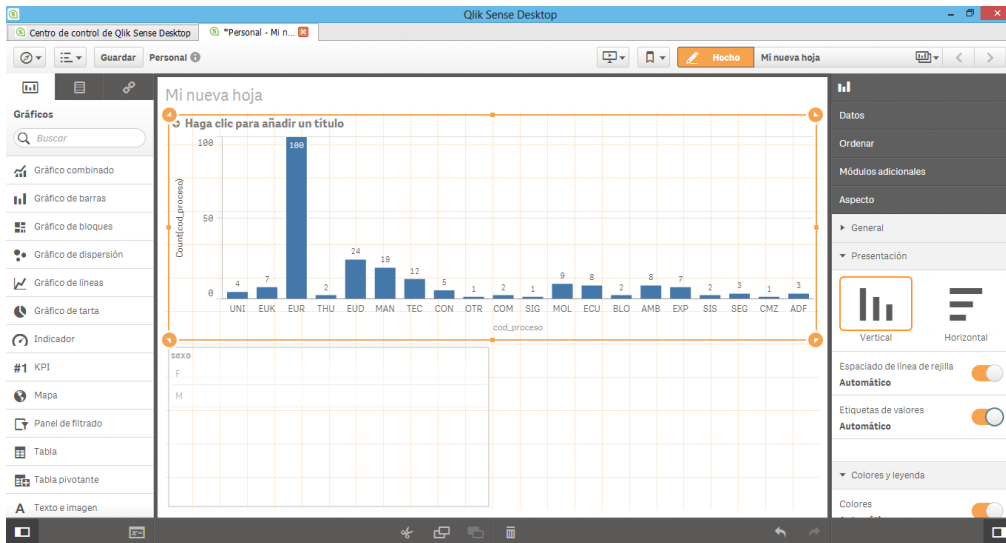 Qlik Sense Desktop
Centro de control de Qlik Sense Desktop
*Personal - Mi n...
Guardar Personal
Hecho
Mi nueva hoja
Gráficos
Buscar
Gráfico combinado
Gráfico de barras
Gráfico de bloques
Gráfico de dispersión
Gráfico de líneas
Gráfico de tarta
Indicador
#1 KPI
Mapa
Panel de filtrado
Tabla
Tabla pivotante
A Texto e imagen
Mi nueva hoja
Haga clic para añadir un título
Count(cod_proceso)
100
50
0
4 7 100 2 24 19 12 5 1 2 1 9 8 2 8 7 2 3 1 3
UNI EUK EUR THU EUD MAN TEC CON OTR COM SIG MOL ECU BLO AMB EXP SIS SEG CMZ ADF
cod_proceso
sexo
F
M
Datos
Ordenar
Módulos adicionales
Aspecto
General
Presentación
Vertical Horizontal
Espaciado de línea de rejilla
Automático
Etiquetas de valores
Automático
Colores y leyenda
Colores